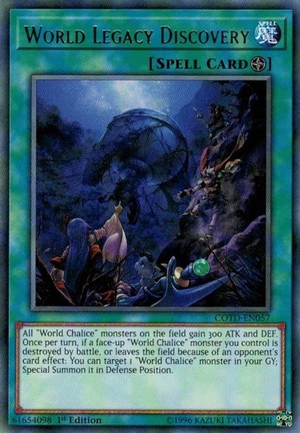 WORLD LEGACY DISCOVERY
SPELL
魔
[SPELL CARD]
COTD-EN057
All "World Chalice" monsters on the field gain 300 ATK and DEF.
Once per turn, if a face-up "World Chalice" monster you control is
destroyed by battle, or leaves the field because of an opponent's
card effect: You can target 1 "World Chalice" monster in your GY;
Special Summon it in Defense Position.
61654098 1st Edition ©1996 KAZUKI TAKAHASHI